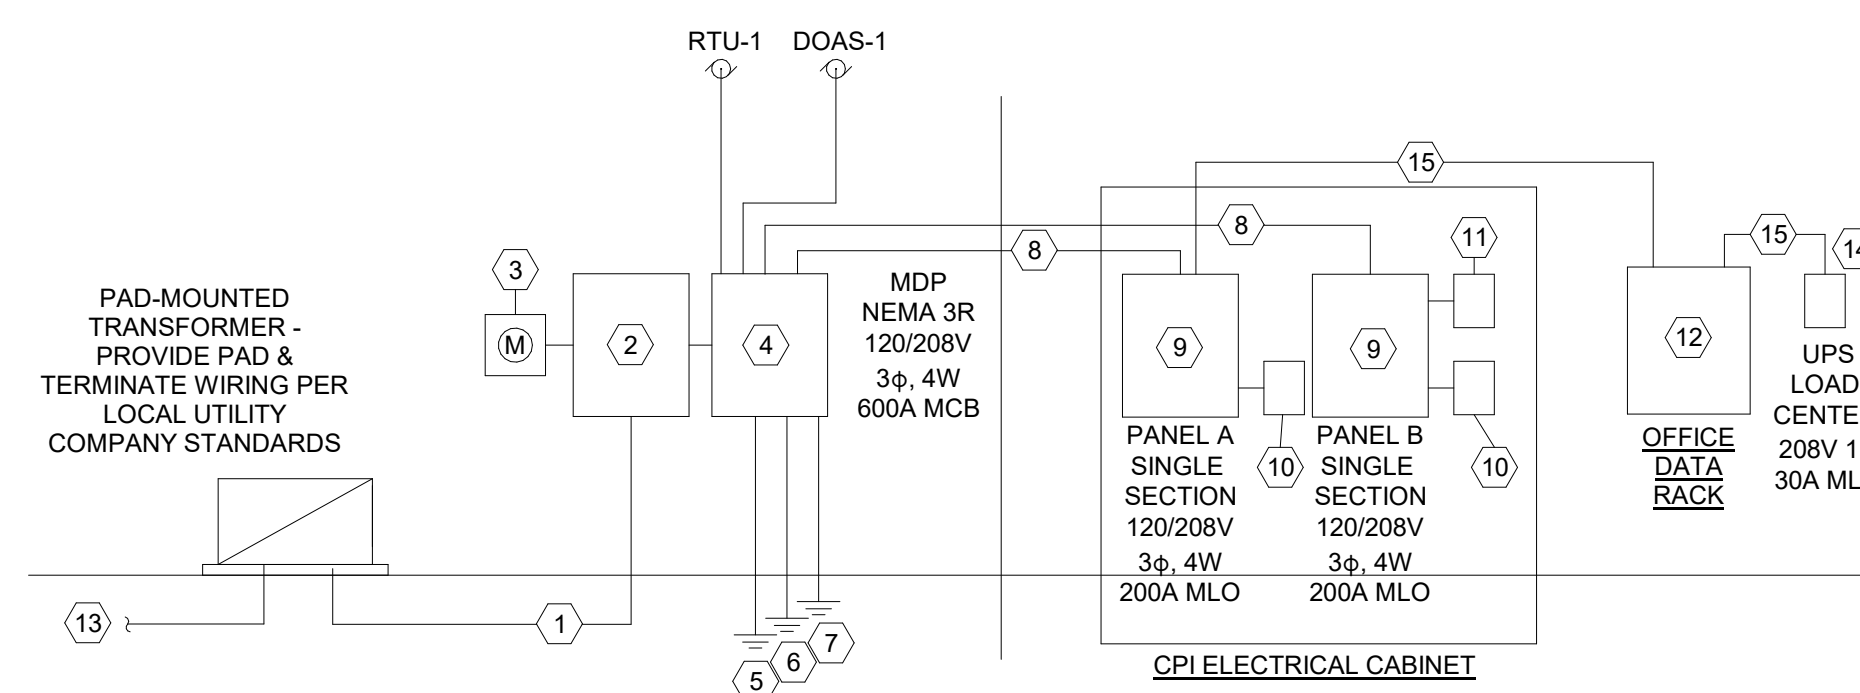 RTU-1
DOAS-1
15
8
11
8
15
3
PAD-MOUNTED
TRANSFORMER -
PROVIDE PAD &
TERMINATE WIRING PER
LOCAL UTILITY
COMPANY STANDARDS
M
2
4
MDP
NEMA 3R
120/208V
3ϕ, 4W
600A MCB
9
9
12
PANEL A
SINGLE
SECTION
120/208V
3ϕ, 4W
200A MLO
10
PANEL B
SINGLE
SECTION
120/208V
3ϕ, 4W
200A MLO
10
OFFICE
DATA
RACK
UPS
LOAD
CENTE
208V 1
30A ML
13
1
5
6
7
CPI ELECTRICAL CABINET